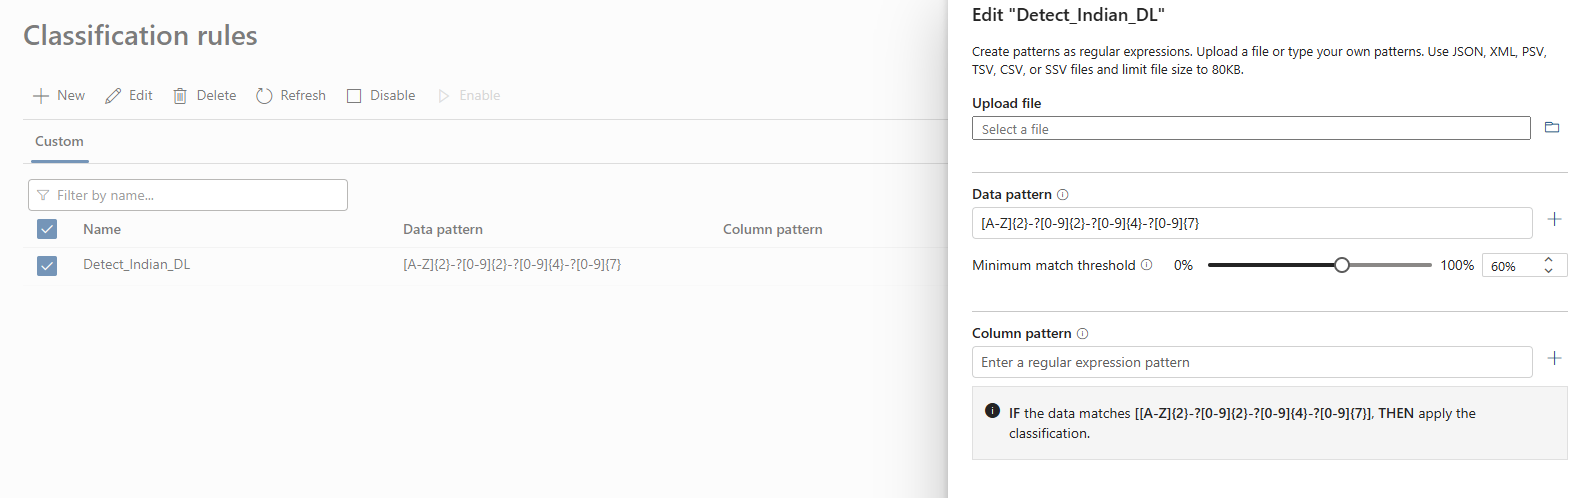 Classification rules
New Edit Delete Refresh Disable Enable
Custom
Filter by name...
Name Data pattern Column pattern
Detect_Indian_DL [A-Z]{2}-?[0-9]{2}-?[0-9]{4}-?[0-9]{7}
Edit "Detect_Indian_DL"
Create patterns as regular expressions. Upload a file or type your own patterns. Use JSON, XML, PSV,
TSV, CSV, or SSV files and limit file size to 80KB.
Upload file
Select a file
Data pattern
[A-Z]{2}-?[0-9]{2}-?[0-9]{4}-?[0-9]{7}
Minimum match threshold 0% 100% 60%
Column pattern
Enter a regular expression pattern
IF the data matches [[A-Z]{2}-?[0-9]{2}-?[0-9]{4}-?[0-9]{7}], THEN apply the
classification.